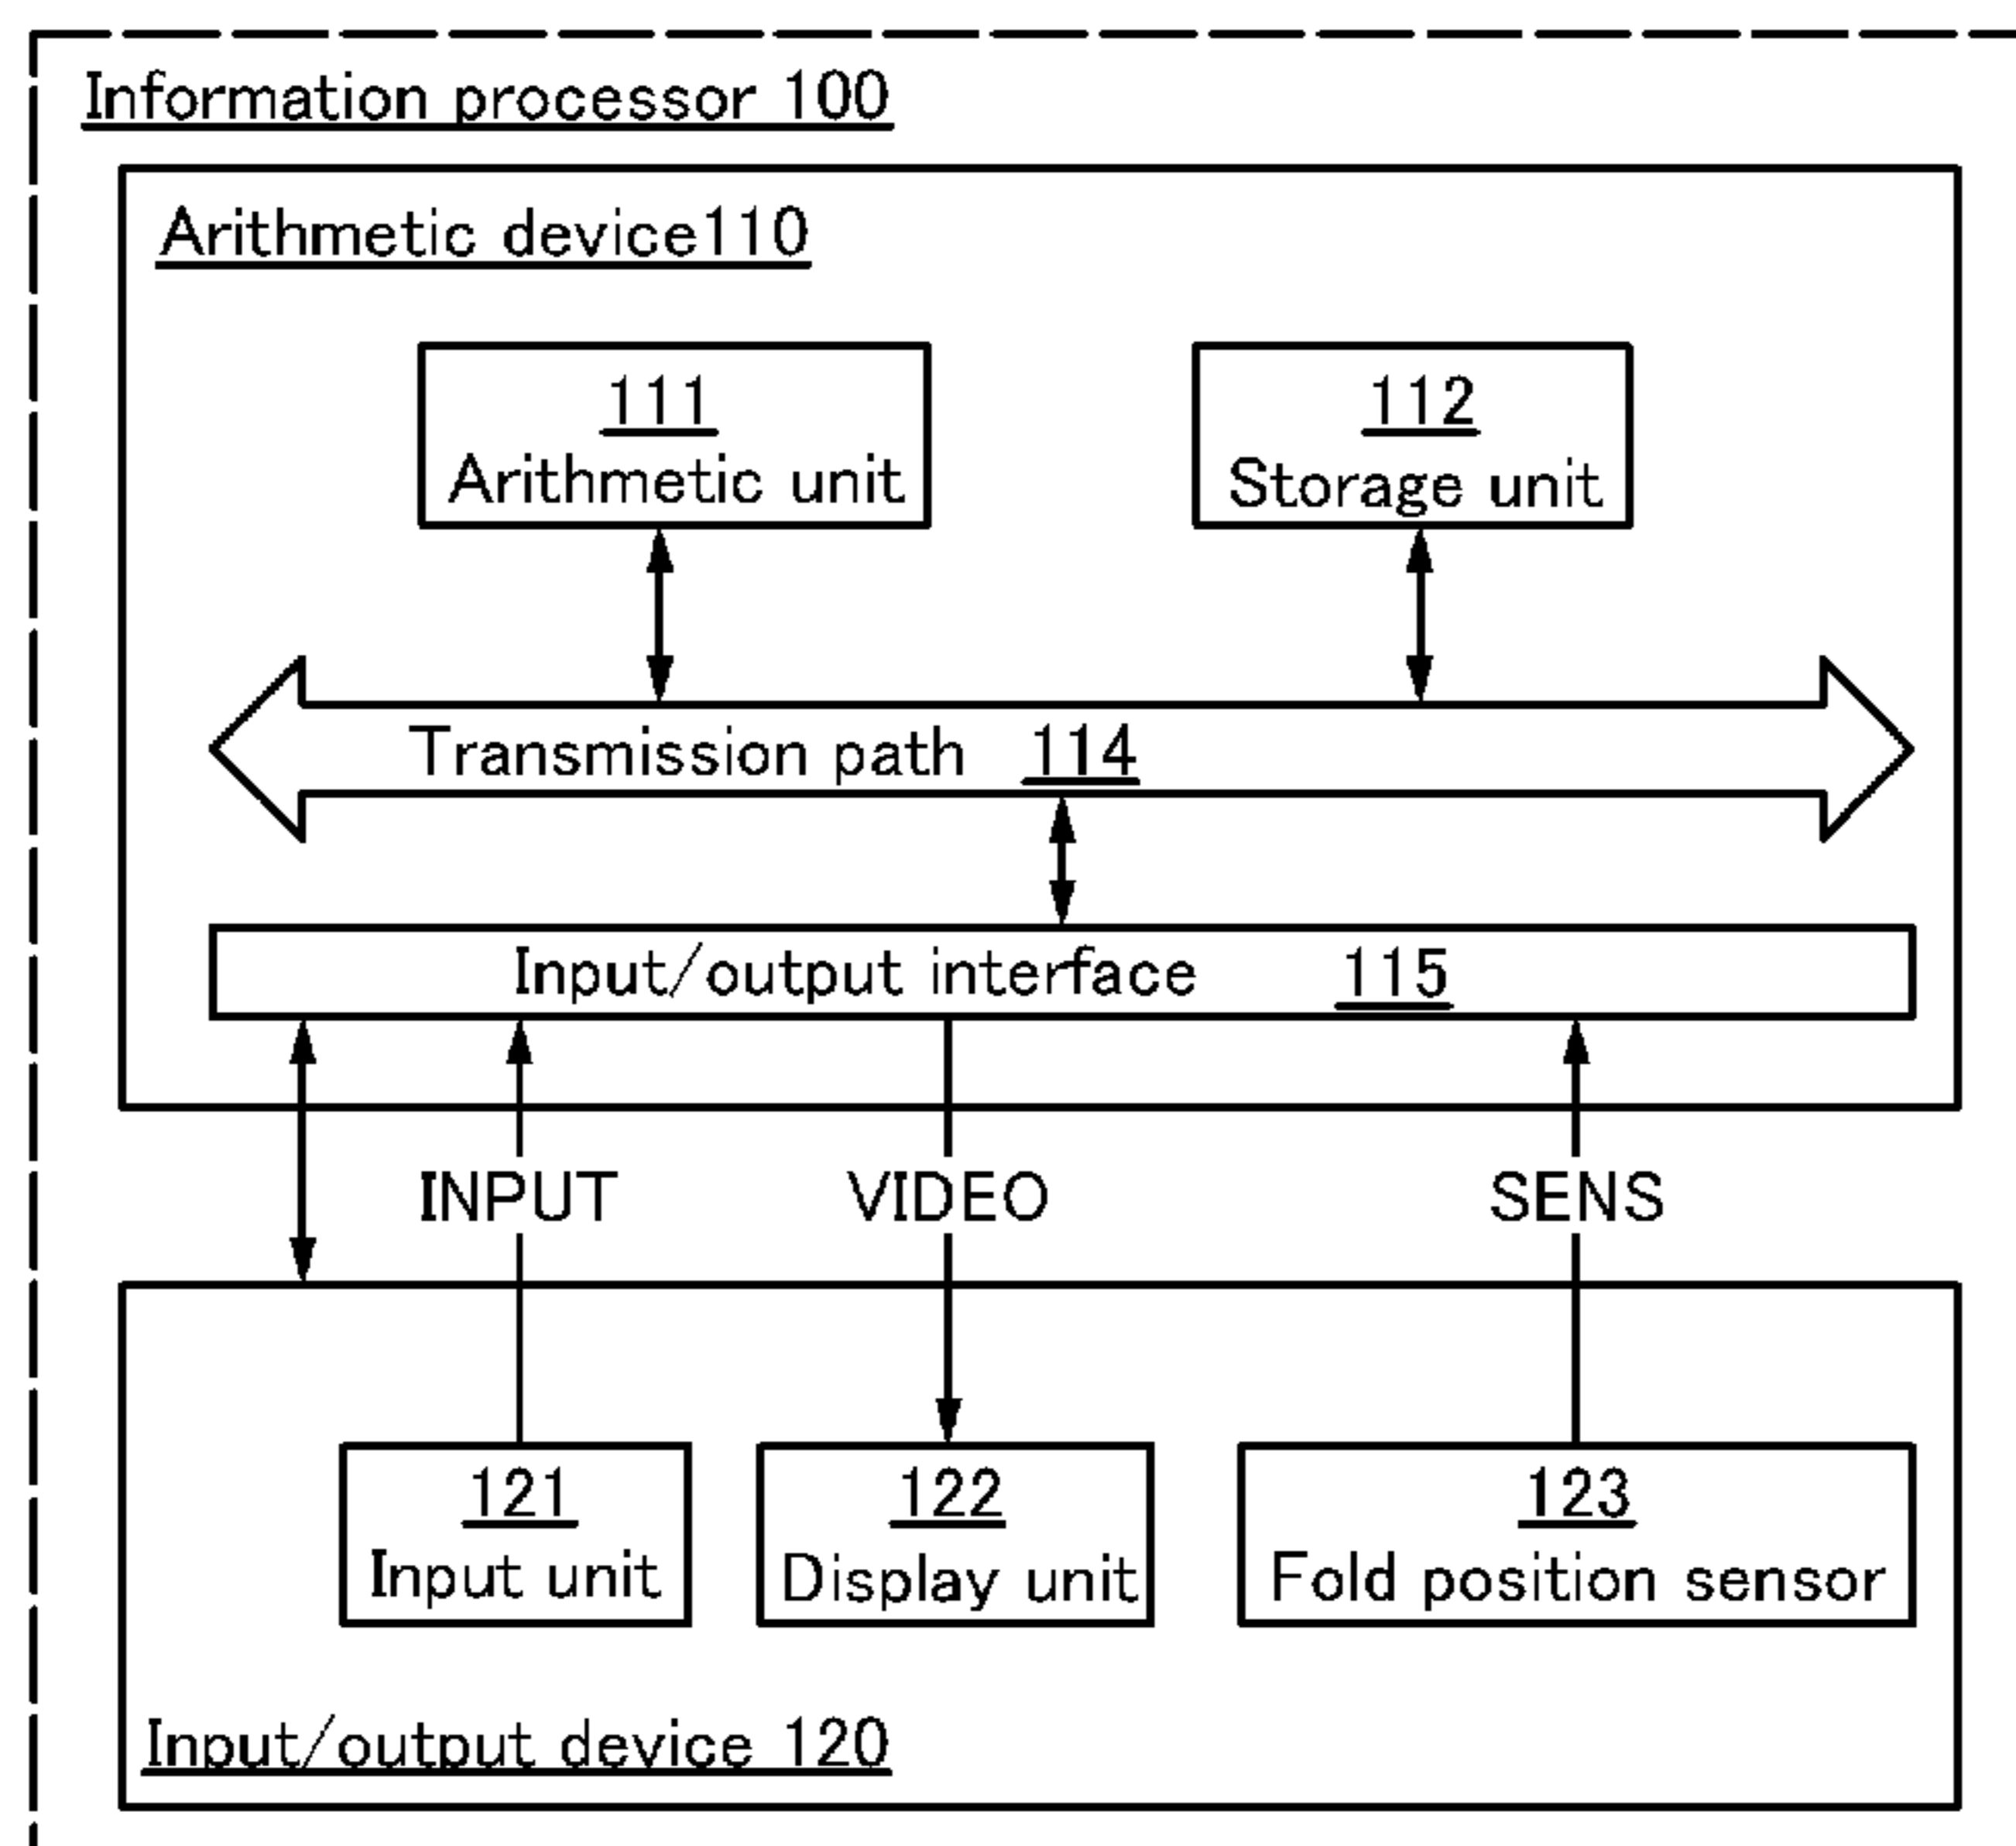 Information processor 100
Arithmetic device110
111
Arithmetic unit
112
Storage unit
Transmission path 114
Input/output interface 115
INPUT
VIDEO
SENS
121
Input unit
122
Display unit
123
Fold position sensor
Input/output device 120